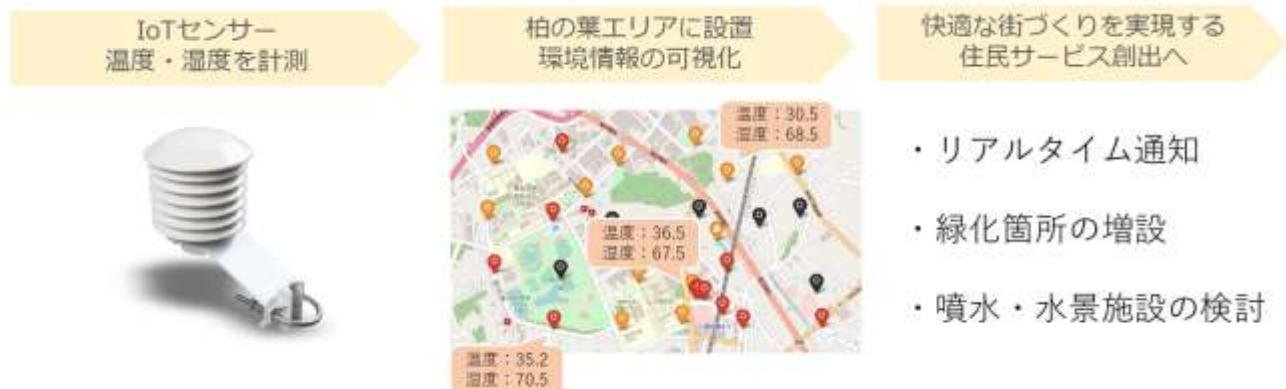 IoTセンサー
温度・湿度を計測
柏の葉エリアに設置
環境情報の可視化
快適な街づくりを実現する
住民サービス創出へ
温度：30.5
湿度：68.5
温度：36.5
湿度：67.5
温度：35.2
湿度：70.5
・リアルタイム通知
・緑化箇所の増設
・噴水・水景施設の検討